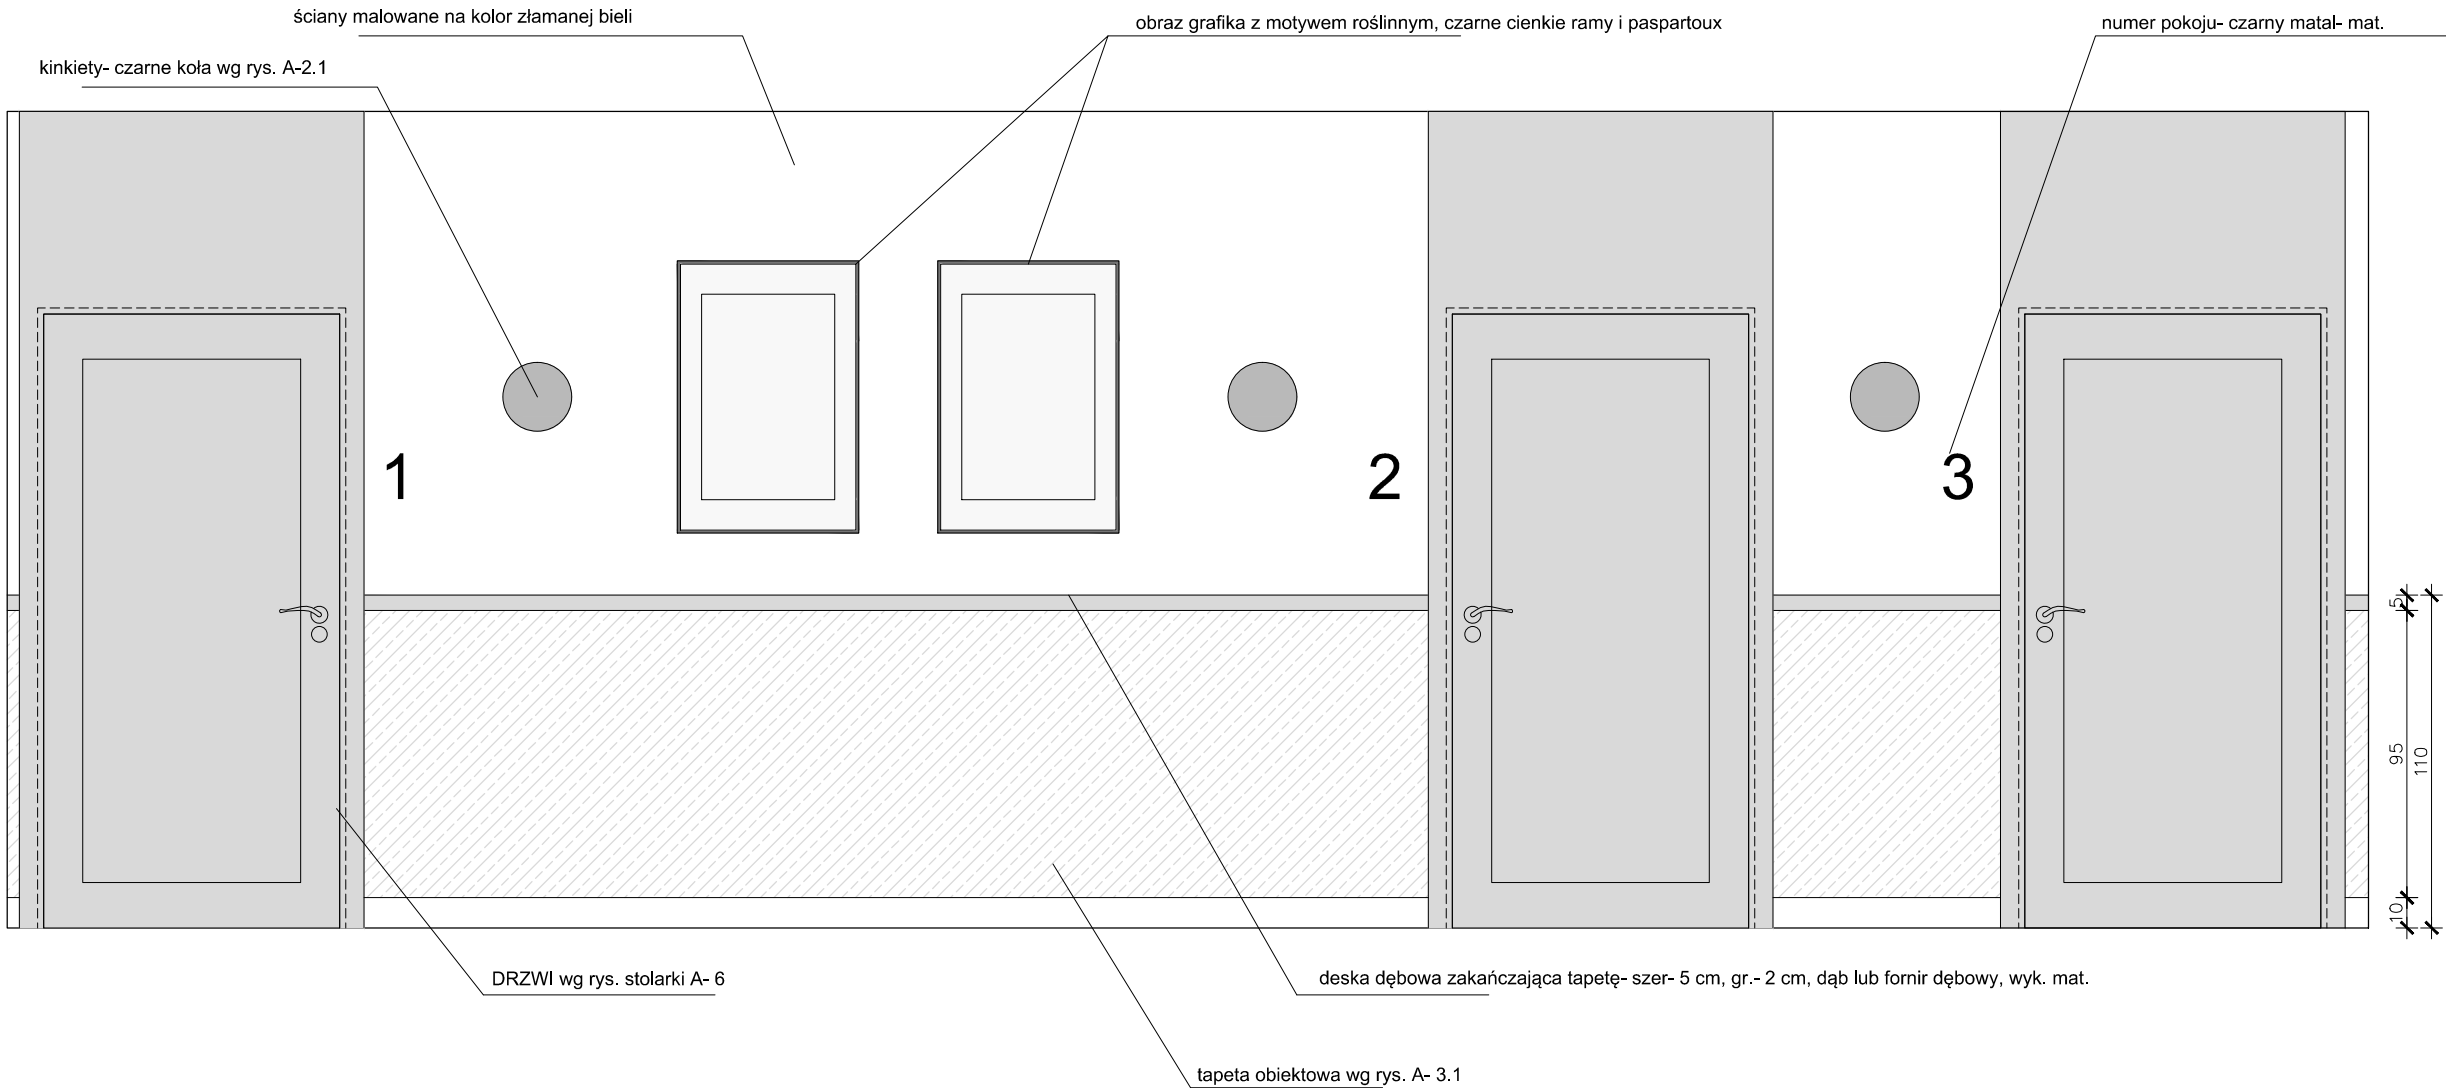 ściany malowane na kolor złamanej bieli
obraz grafika z motywem roślinnym, czarne cienkie ramy i paspartoux
numer pokoju- czarny matal- mat.
kinkiety- czarne koła wg rys. A-2.1
1
2
3
5
95
110
10
DRZWI wg rys. stolarki A- 6
deska dębowa zakańczająca tapetę- szer- 5 cm, gr.- 2 cm, dąb lub fornir dębowy, wyk. mat.
tapeta obiektowa wg rys. A- 3.1